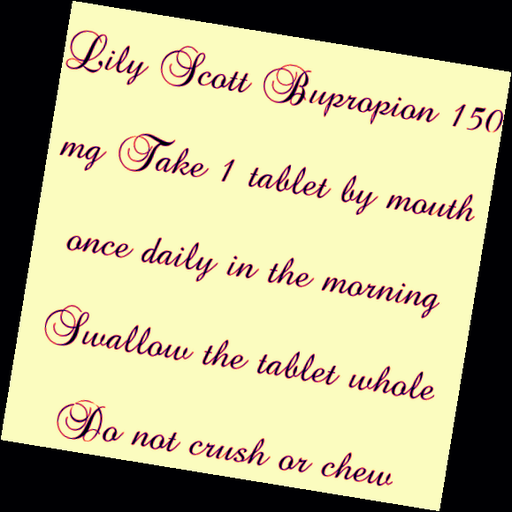 Lily Scott Bupropion 150
mg Take 1 tablet by mouth
once daily in the morning
Swallow the tablet whole
Do not crush or chew